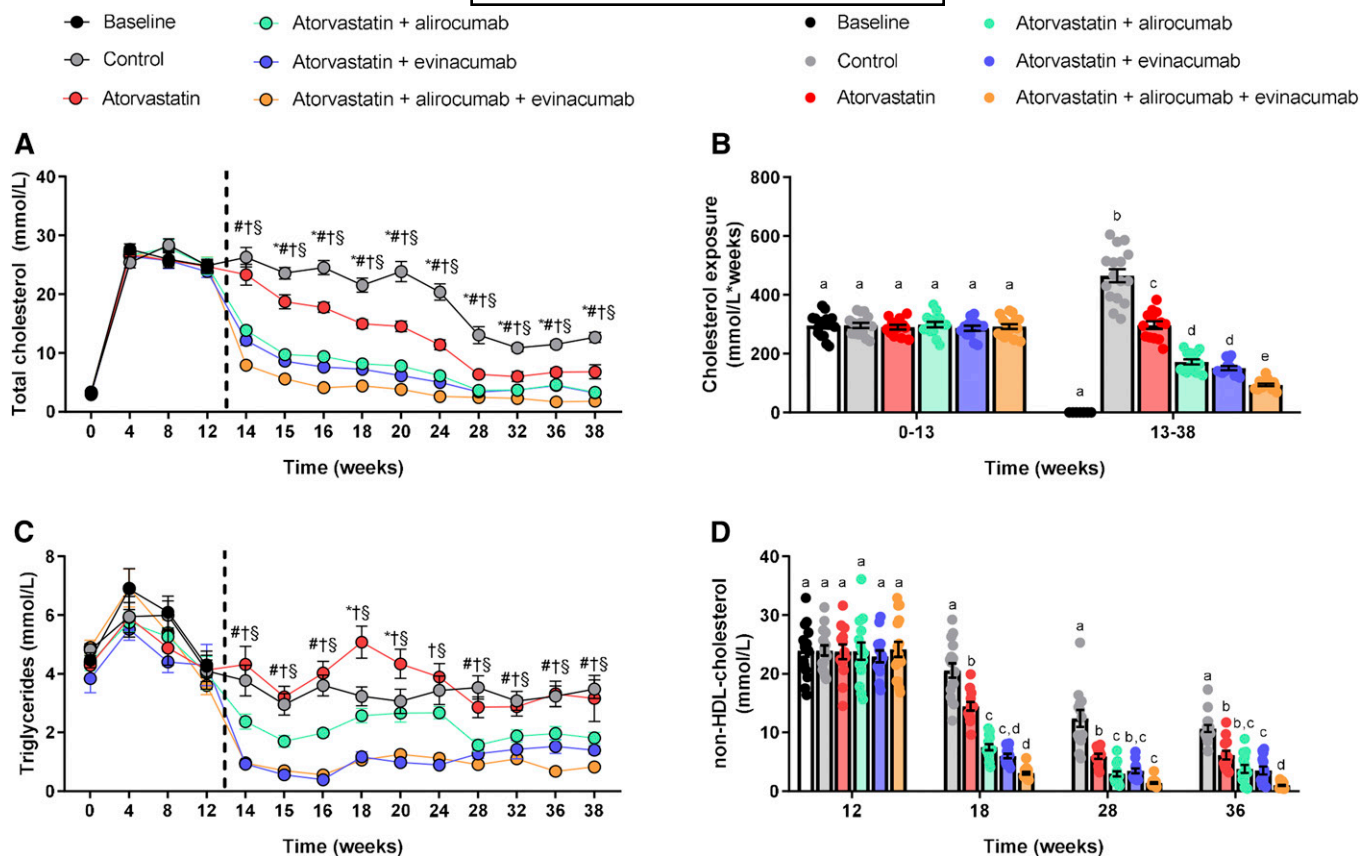 Baseline
Control
Atorvastatin
Atorvastatin + alirocumab
Atorvastatin + evinacumab
Atorvastatin + alirocumab + evinacumab
Baseline
Control
Atorvastatin
Atorvastatin + alirocumab
Atorvastatin + evinacumab
Atorvastatin + alirocumab + evinacumab
A
Total cholesterol (mmol/L)
40
30
20
10
0
#†§ *#†§ *#†§ *#†§ *#†§ *#†§ *#†§ *#†§ *#†§ *#†§
0 4 8 12 14 15 16 18 20 24 28 32 36 38
Time (weeks)
B
Cholesterol exposure
(mmol/L*weeks)
800
600
400
200
0
a a a a a a
a b c d d e
0-13 13-38
Time (weeks)
C
Triglycerides (mmol/L)
8
6
4
2
0
#†§ #†§ #†§ *†§ *†§ †§ #†§ #†§ #†§ #†§
0 4 8 12 14 15 16 18 20 24 28 32 36 38
Time (weeks)
D
non-HDL-cholesterol
(mmol/L)
40
30
20
10
0
a a a a a a
a b c c,d d
a b c b,c c
a b b,c c d
12 18 28 36
Time (weeks)